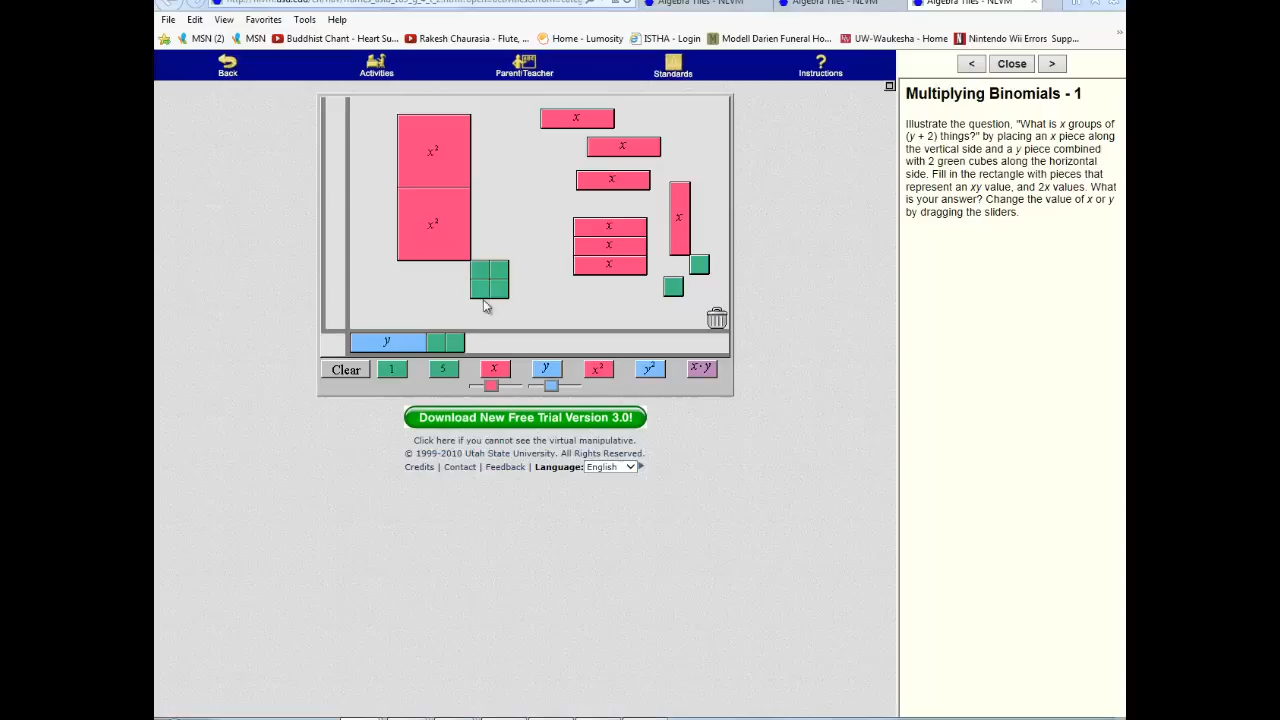 Algebra Tiles - NLVM Algebra Tiles - NLVM Algebra Tiles - NLVM
File Edit View Favorites Tools Help
MSN (2) MSN Buddhist Chant - Heart Su... Rakesh Chaurasia - Flute, ... Home - Lumosity ISTHA - Login Modell Darien Funeral Ho... UW-Waukesha - Home Nintendo Wii Errors Supp... »
Back Activities Parent/Teacher Standards Instructions
< Close >
Multiplying Binomials - 1
Illustrate the question, "What is x groups of
(y + 2) things?" by placing an x piece along
the vertical side and a y piece combined
with 2 green cubes along the horizontal
side. Fill in the rectangle with pieces that
represent an xy value, and 2x values. What
is your answer? Change the value of x or y
by dragging the sliders.
x
x
x² x
x
x² x
x
x
y
Clear 1 5 x y x² y² x·y
Download New Free Trial Version 3.0!
Click here if you cannot see the virtual manipulative.
© 1999-2010 Utah State University. All Rights Reserved.
Credits | Contact | Feedback | Language: English